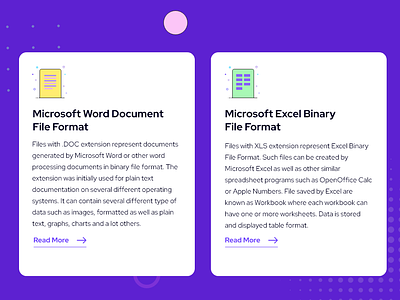 Microsoft Word Document
File Format
Files with .DOC extension represent documents
generated by Microsoft Word or other word
processing documents in binary file format. The
extension was initially used for plain text
documentation on several different operating
systems. It can contain several different type of
data such as images, formatted as well as plain
text, graphs, charts and a lot others.
Read More
Microsoft Excel Binary
File Format
Files with XLS extension represent Excel Binary
File Format. Such files can be created by
Microsoft Excel as well as other similar
spreadsheet programs such as OpenOffice Calc
or Apple Numbers. File saved by Excel are
known as Workbook where each workbook can
have one or more worksheets. Data is stored
and displayed table format.
Read More